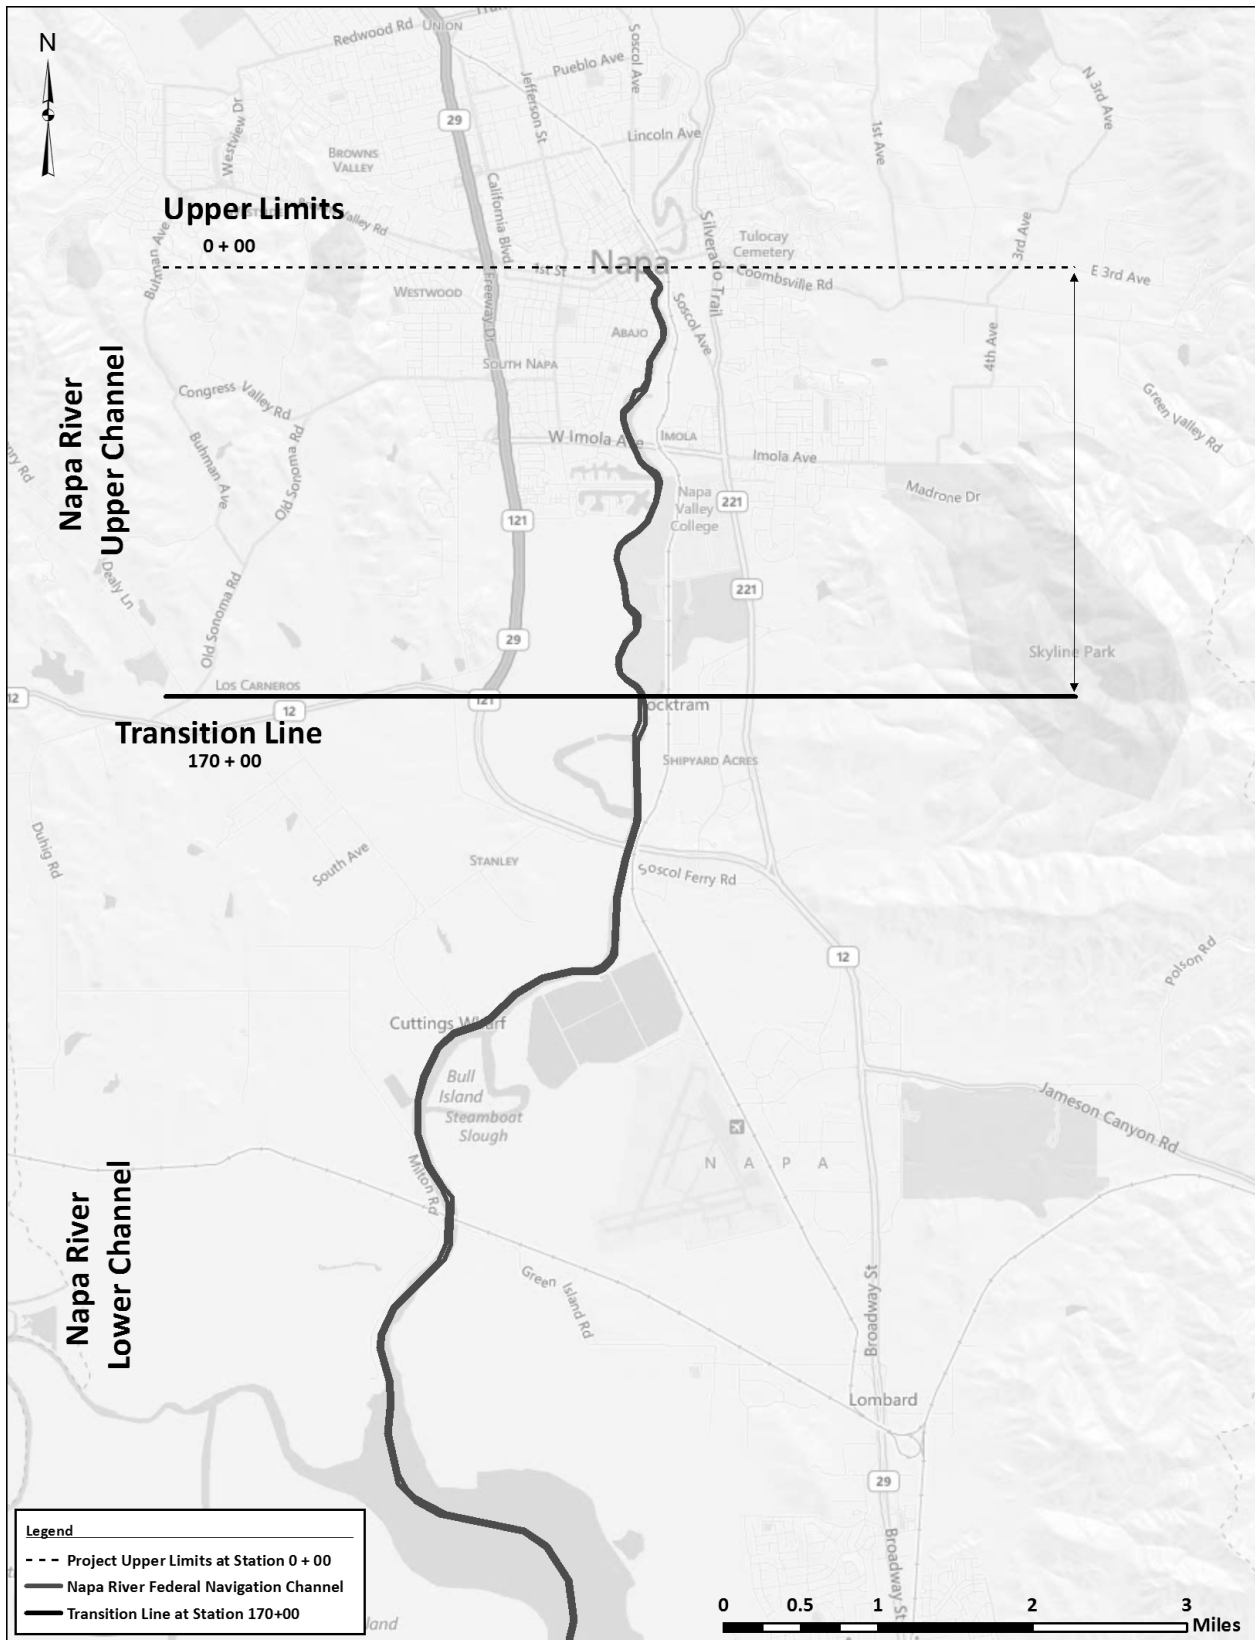 Redwood Rd
UNION
Pueblo Ave
Soscol Ave
N 3rd Ave
N
Jefferson St
29
Lincoln Ave
1st Ave
Westview Dr
BROWNS
VALLEY
California Blvd
Upper Limits
Valley Rd
0 + 00
Silverado Trail
Tulocay
Cemetery
3rd Ave
Buhman Ave
Napa
1st St
Coombsville Rd
E 3rd Ave
WESTWOOD
Freeway Dr
Soscol Ave
ABAJO
4th Ave
SOUTH NAPA
Napa River
Upper Channel
Congress Valley Rd
Green Valley Rd
Buhman Ave
Old Sonoma Rd
W Imola Ave
IMOLA
Imola Ave
Madrone Dr
Napa
Valley
College
221
121
Dealy Ln
221
Old Sonoma Rd
29
Skyline Park
LOS CARNEROS
12
12
121
ocktram
Transition Line
170 + 00
SHIPYARD ACRES
Duhig Rd
South Ave
STANLEY
Soscol Ferry Rd
12
Polson Rd
Cuttings Wharf
Bull
Island
Steamboat
Slough
Jameson Canyon Rd
NAPA
Milton Rd
Napa River
Lower Channel
Green Island Rd
Broadway St
Lombard
29
Broadway St
Legend
Project Upper Limits at Station 0 + 00
Napa River Federal Navigation Channel
Transition Line at Station 170+00
land
0 0.5 1 2 3
Miles